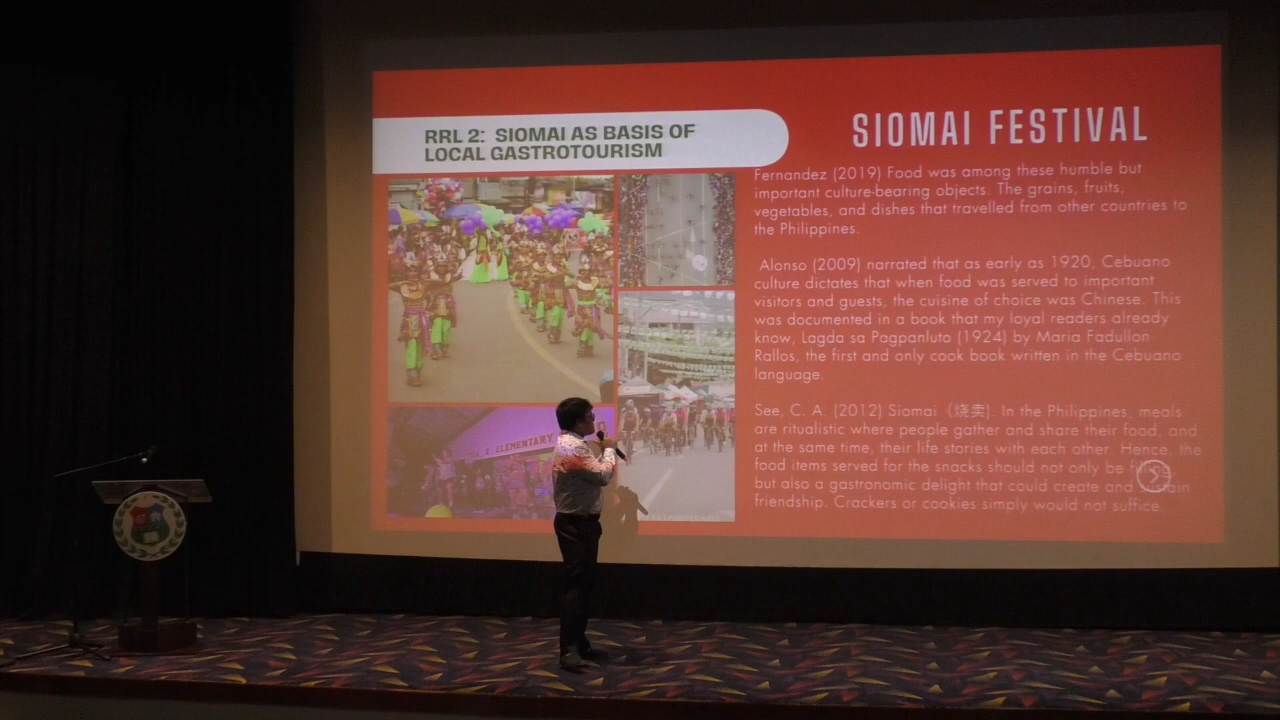 RRL 2: SIOMAI AS BASIS OF
LOCAL GASTROTOURISM
SIOMAI FESTIVAL
Fernandez (2019) Food was among these humble but
important culture-bearing objects. The grains, fruits,
vegetables, and dishes that travelled from other countries to
the Philippines.
Alonso (2009) narrated that as early as 1920, Cebuano
culture dictates that when food was served to important
visitors and guests, the cuisine of choice was Chinese. This
was documented in a book that my loyal readers already
know, Lagda sa Pagpanluto (1924) by Maria Fadullon
Rallos, the first and only cook book written in the Cebuano
language.
See, C. A. (2012) Siomai (烧卖). In the Philippines, meals
are ritualistic where people gather and share their food, and
at the same time, their life stories with each other. Hence, the
food items served for the snacks should not only be filling
but also a gastronomic delight that could create and sustain
friendship. Crackers or cookies simply would not suffice.
ELEMENTARY